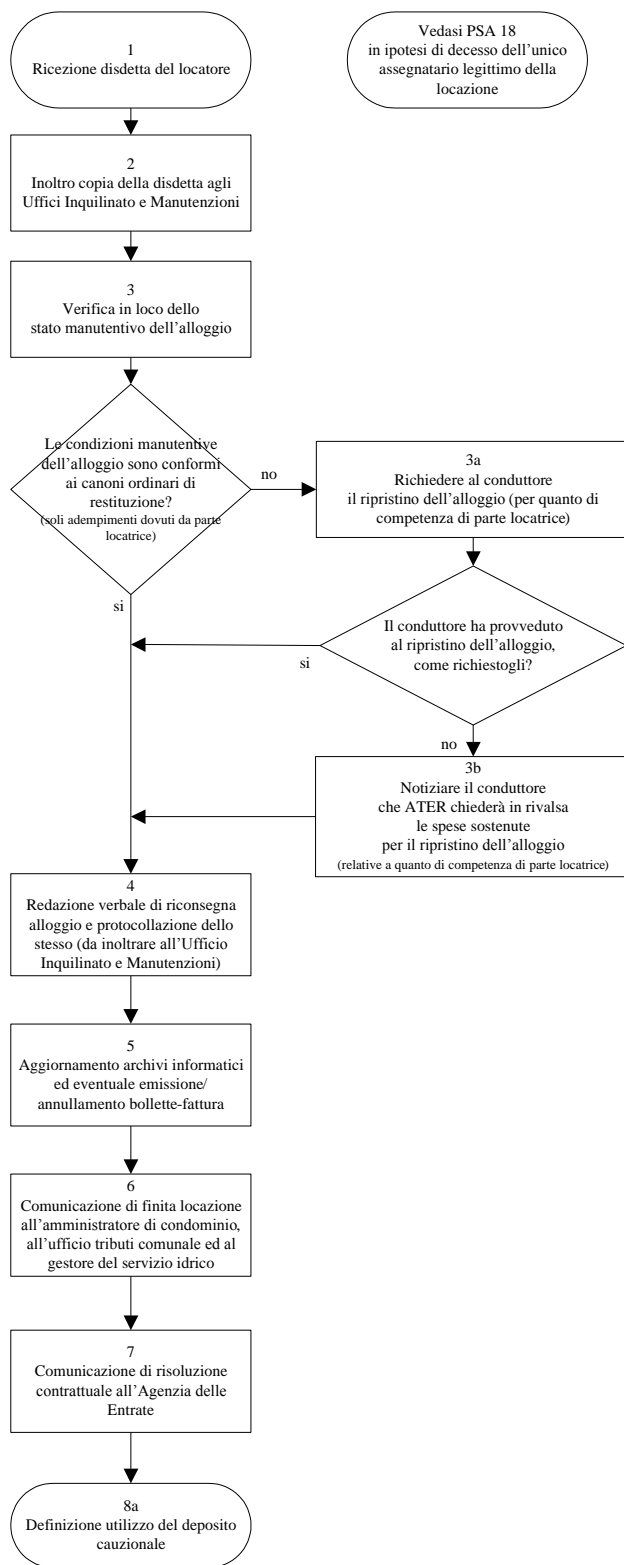 1
Ricezione disdetta del locatore
Vedasi PSA 18
in ipotesi di decesso dell'unico
assegnatario legittimo della
locazione
2
Inoltro copia della disdetta agli
Uffici Inquilinato e Manutenzioni
3
Verifica in loco dello
stato manutentivo dell'alloggio
Le condizioni manutentive
dell'alloggio sono conformi
ai canoni ordinari di
restituzione?
(soli adempimenti dovuti da parte
locatrice)
no
si
3a
Richiedere al conduttore
il ripristino dell'alloggio (per quanto di
competenza di parte locatrice)
Il conduttore ha provveduto
al ripristino dell'alloggio,
come richiestogli?
si
no
3b
Notiziare il conduttore
che ATER chiederà in rivalsa
le spese sostenute
per il ripristino dell'alloggio
(relative a quanto di competenza di parte locatrice)
4
Redazione verbale di riconsegna
alloggio e protocollazione dello
stesso (da inoltrare all'Ufficio
Inquilinato e Manutenzioni)
5
Aggiornamento archivi informatici
ed eventuale emissione/
annullamento bollette-fattura
6
Comunicazione di finita locazione
all'amministratore di condominio,
all'ufficio tributi comunale ed al
gestore del servizio idrico
7
Comunicazione di risoluzione
contrattuale all'Agenzia delle
Entrate
8a
Definizione utilizzo del deposito
cauzionale